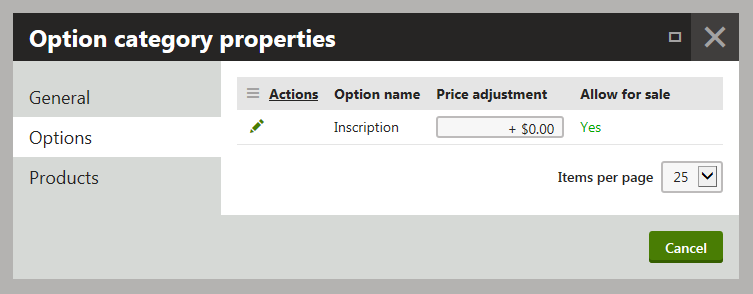 Option category properties
General
Options
Products
Actions Option name Price adjustment Allow for sale
Inscription + $0.00 Yes
Items per page 25
Cancel